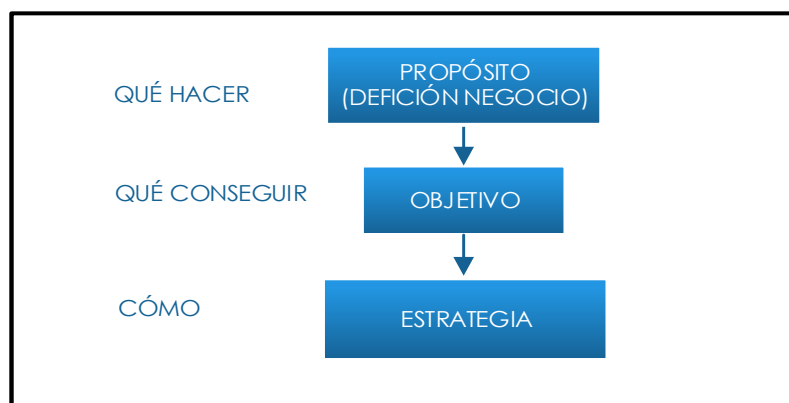 QUÉ HACER
PROPÓSITO
(DEFICIÓN NEGOCIO)
QUÉ CONSEGUIR
OBJETIVO
CÓMO
ESTRATEGIA